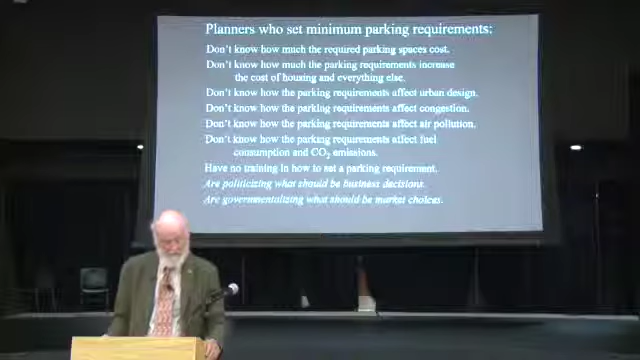 Planners who set minimum parking requirements:
Don't know how much the required parking spaces cost.
Don't know how much the parking requirements increase
the cost of housing and everything else.
Don't know how the parking requirements affect urban design.
Don't know how the parking requirements affect congestion.
Don't know how the parking requirements affect air pollution.
Don't know how the parking requirements affect fuel
consumption and CO₂ emissions.
Have no training in how to set a parking requirement.
Are politicizing what should be business decisions.
Are governmentalizing what should be market choices.